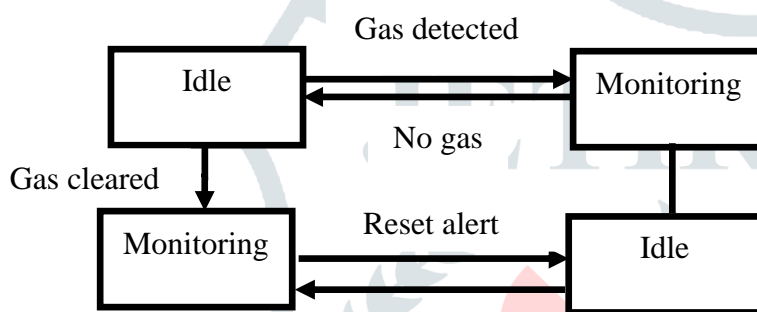 Gas detected
Idle
Monitoring
No gas
Gas cleared
Reset alert
Monitoring
Idle